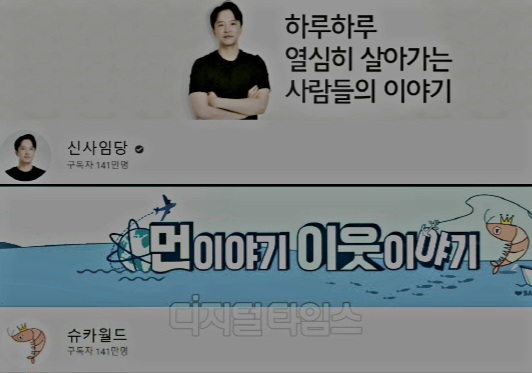 하루하루
열심히 살아가는
사람들의 이야기
신사임당
구독자 141만명
먼이야기 이웃이야기
디지털타임스
슈카월드
구독자 141만명